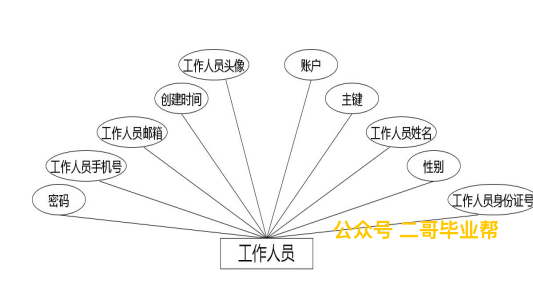 工作人员头像
账户
创建时间
主键
工作人员邮箱
工作人员姓名
工作人员手机号
性别
密码
工作人员身份证号
公众号 二哥毕业帮
工作人员